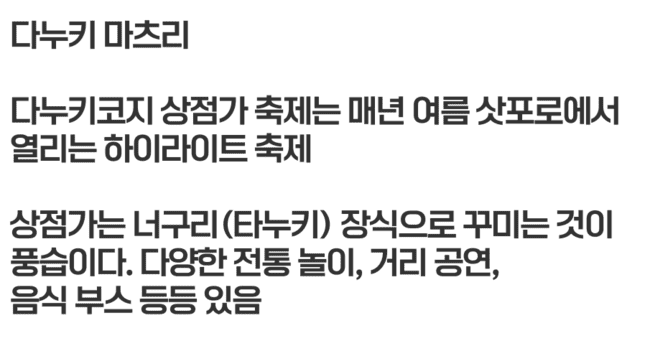 다누키 마츠리
다누키코지 상점가 축제는 매년 여름 삿포로에서
열리는 하이라이트 축제
상점가는 너구리(타누키) 장식으로 꾸미는 것이
풍습이다. 다양한 전통 놀이, 거리 공연,
음식 부스 등등 있음